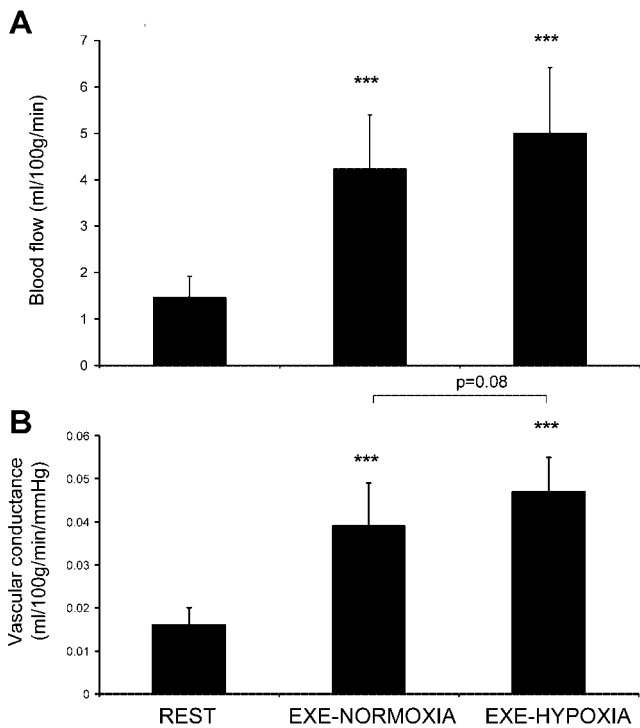 A
Blood flow (ml/100g/min)
7
6
5
4
3
2
1
0
***
***
p=0.08
B
Vascular conductance
(ml/100g/min/mmHg)
0.06
0.05
0.04
0.03
0.02
0.01
0
***
***
REST EXE-NORMOXIA EXE-HYPOXIA